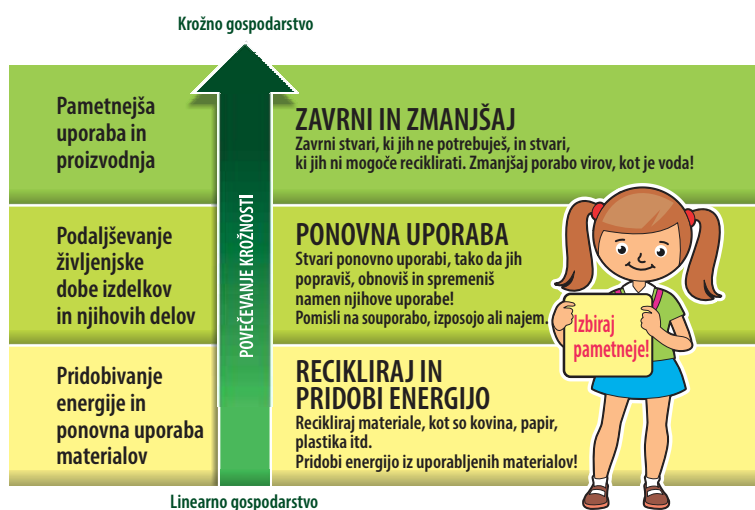 Krožno gospodarstvo
Pametnejša
uporaba in
proizvodnja
ZAVRNI IN ZMANJŠAJ
Zavrni stvari, ki jih ne potrebuješ, in stvari,
ki jih ni mogoče reciklirati. Zmanjšaj porabo virov, kot je voda!
POVEČEVANJE KROŽNOSTI
Podaljševanje
življenjske
dobe izdelkov
in njihovih delov
PONOVNA UPORABA
Stvari ponovno uporabi, tako da jih
popraviš, obnoviš in spremeniš
namen njihove uporabe!
Pomisli na souporabo, izposojo ali najem.
Izbiraj
pametneje!
Pridobivanje
energije in
ponovna uporaba
materialov
RECIKLIRAJ IN
PRIDOBI ENERGIJO
Recikliraj materiale, kot so kovina, papir,
plastika itd.
Pridobi energijo iz uporabljenih materialov!
Linearno gospodarstvo